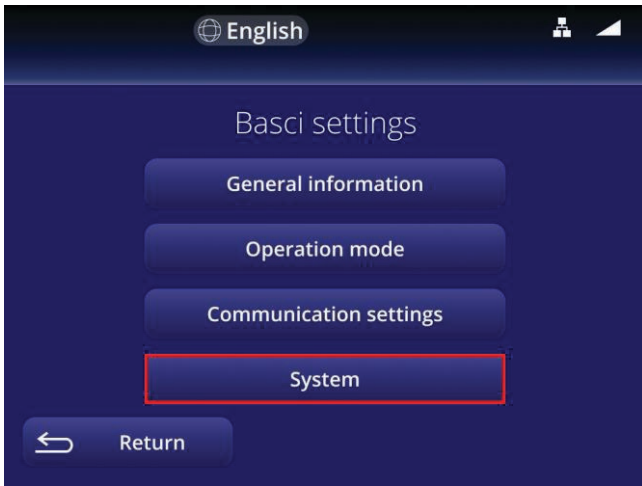 English
Basci settings
General information
Operation mode
Communication settings
System
Return